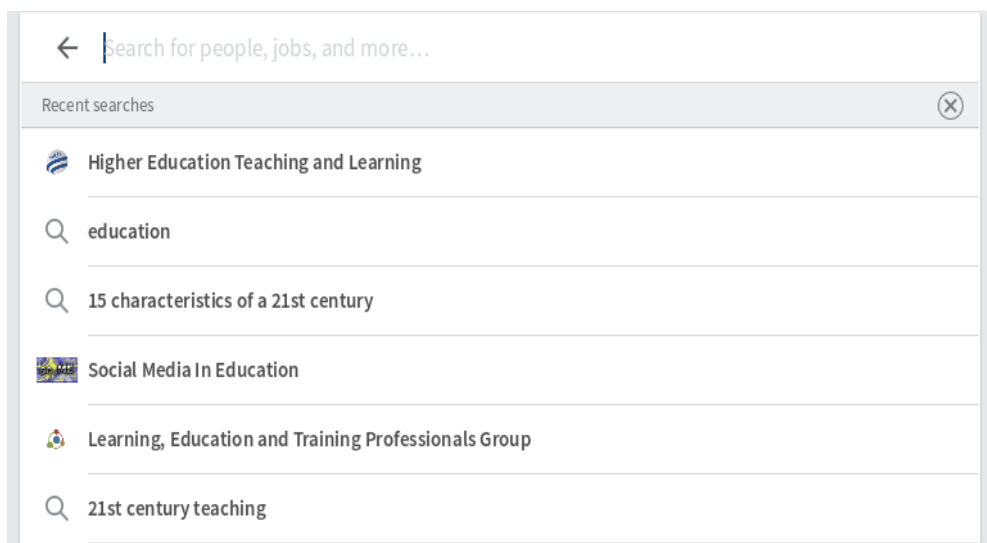 Search for people, jobs, and more…
Recent searches
Higher Education Teaching and Learning
education
15 characteristics of a 21st century
Social Media In Education
Learning, Education and Training Professionals Group
21st century teaching